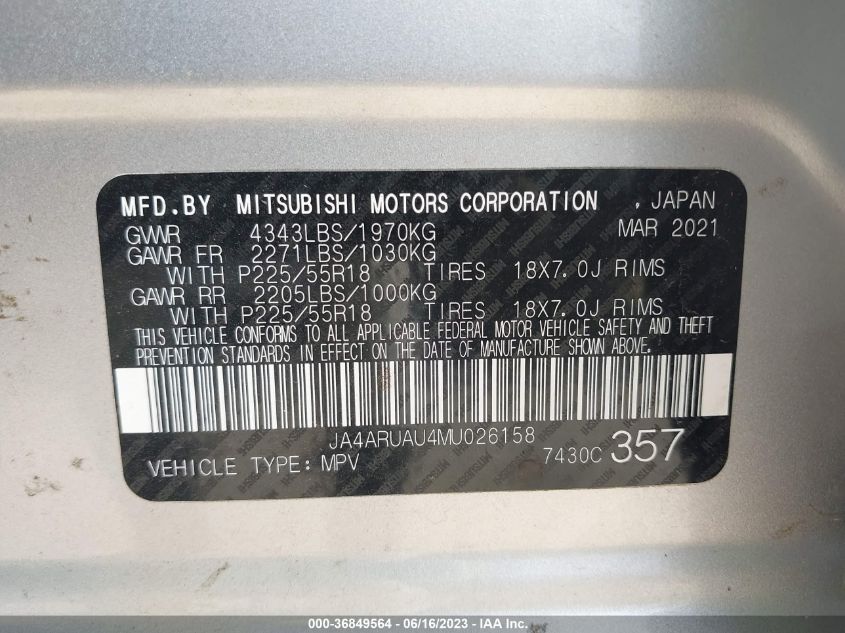 MFD.BY MITSUBISHI MOTORS CORPORATION , JAPAN
GVWR 4343LBS/1970KG MAR 2021
GAWR FR 2271LBS/1030KG
WITH P225/55R18 TIRES 18X7.0J RIMS
GAWR RR 2205LBS/1000KG
WITH P225/55R18 TIRES 18X7.0J RIMS
THIS VEHICLE CONFORMS TO ALL APPLICABLE FEDERAL MOTOR VEHICLE SAFETY AND THEFT
PREVENTION STANDARDS IN EFFECT ON THE DATE OF MANUFACTURE SHOWN ABOVE.
JA4ARUAU4MU026158
VEHICLE TYPE: MPV 7430C 357
000-36849564 - 06/16/2023 - IAA Inc.